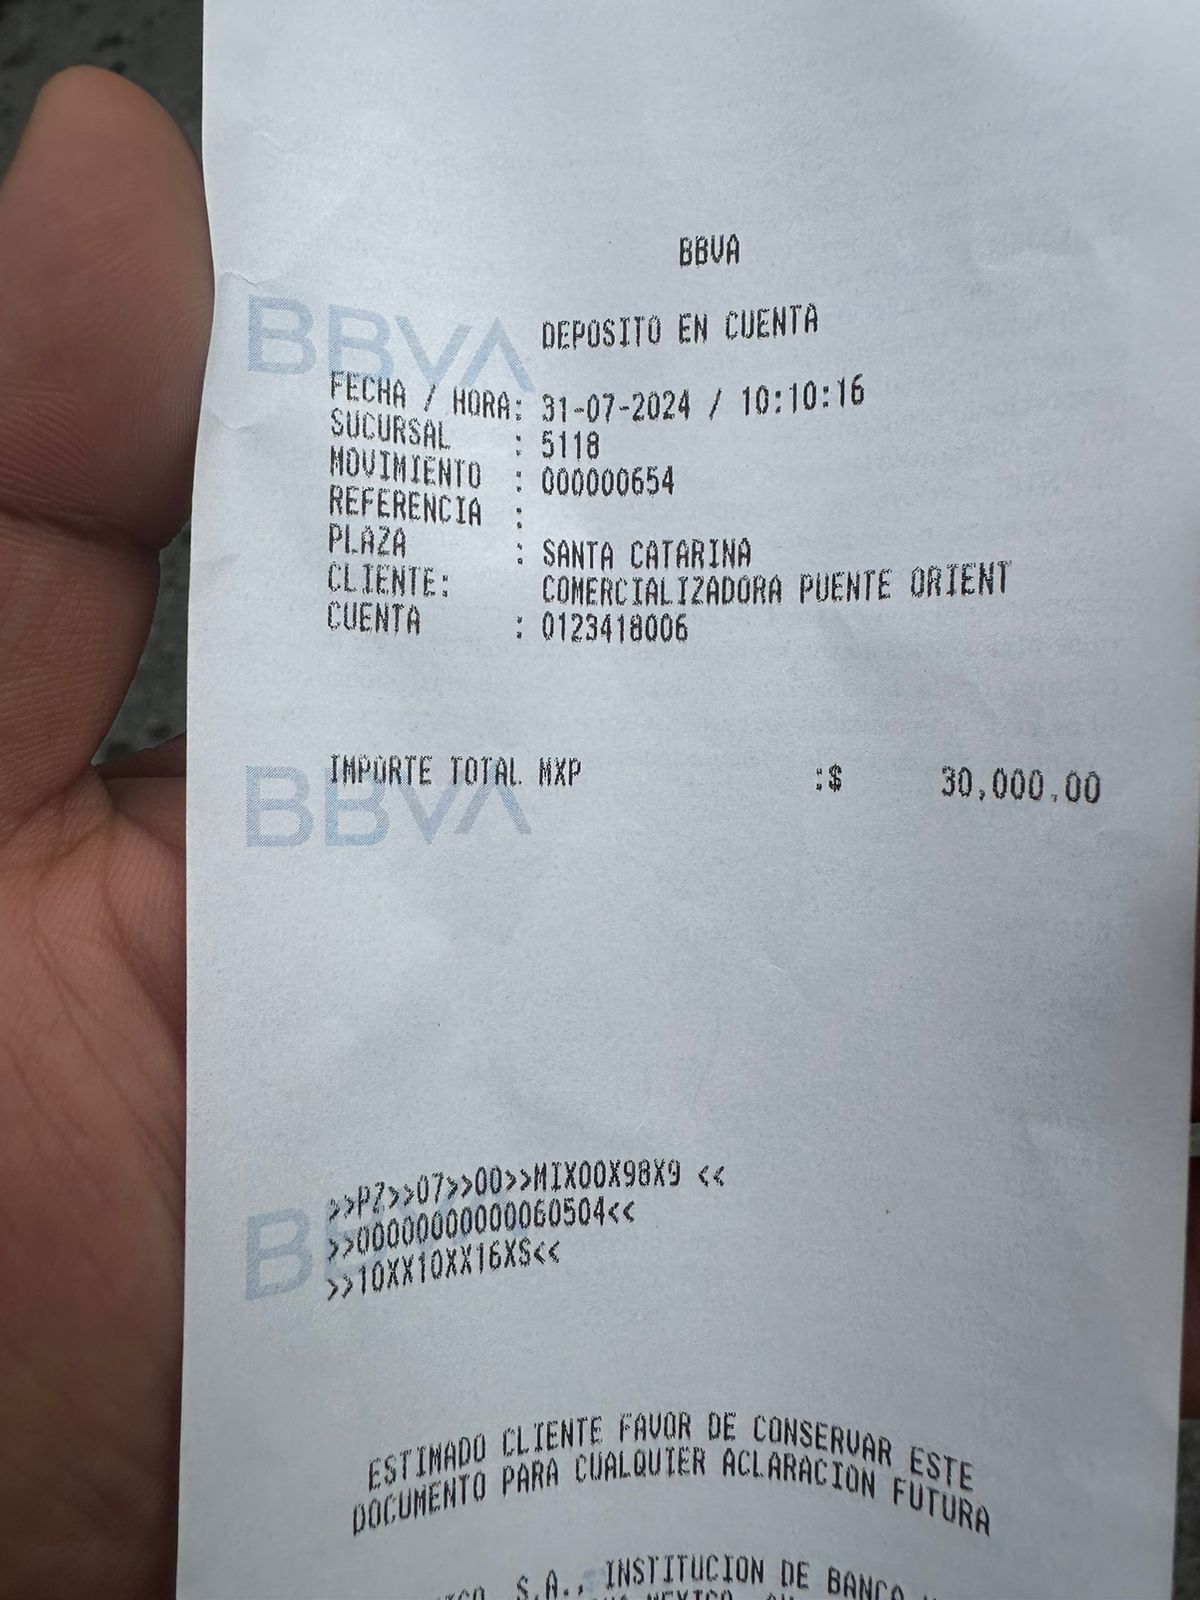 BBVA
BBVA
DEPOSITO EN CUENTA
FECHA / HORA: 31-07-2024 / 10:10:16
SUCURSAL : 5118
MOVIMIENTO : 000000654
REFERENCIA :
PLAZA : SANTA CATARINA
CLIENTE: COMERCIALIZADORA PUENTE ORIENT
CUENTA : 0123418006
IMPORTE TOTAL MXP :$ 30,000.00
BBVA
>>PZ>>07>>00>>MIX00X98X9 <<
>>00000000000060504<<
>>10XX10XX16XS<<
ESTIMADO CLIENTE FAVOR DE CONSERVAR ESTE
DOCUMENTO PARA CUALQUIER ACLARACION FUTURA
S.A., INSTITUCION DE BANCA